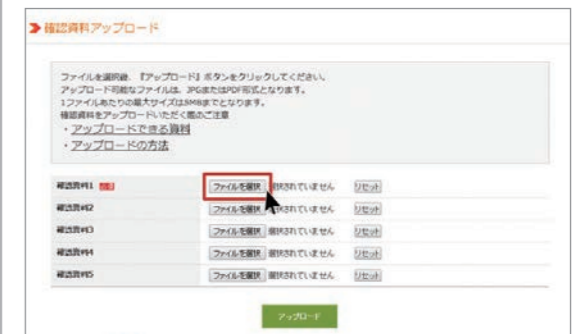 確認資料アップロード
ファイルを選択後、『アップロード』ボタンをクリックしてください。
アップロード可能なファイルは、JPGまたはPDF形式となります。
1ファイルあたりの最大サイズは5MBまでとなります。
確認資料をアップロードいただく際のご注意
・アップロードできる資料
・アップロードの方法
確認資料1 ファイルを選択 選択されていません リセット
確認資料2 ファイルを選択 選択されていません リセット
確認資料3 ファイルを選択 選択されていません リセット
確認資料4 ファイルを選択 選択されていません リセット
確認資料5 ファイルを選択 選択されていません リセット
アップロード